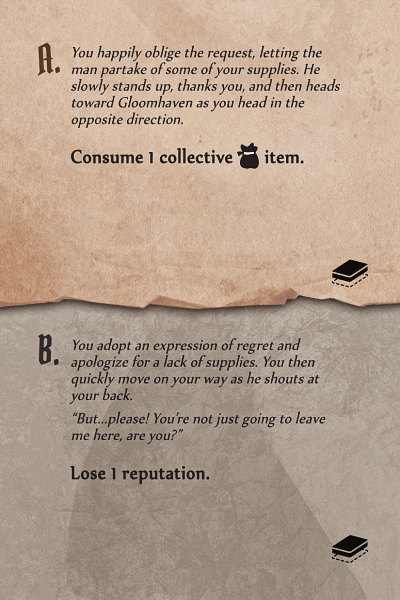 A.
You happily oblige the request, letting the
man partake of some of your supplies. He
slowly stands up, thanks you, and then heads
toward Gloomhaven as you head in the
opposite direction.
Consume 1 collective item.
B.
You adopt an expression of regret and
apologize for a lack of supplies. You then
quickly move on your way as he shouts at
your back.
“But...please! You’re not just going to leave
me here, are you?”
Lose 1 reputation.